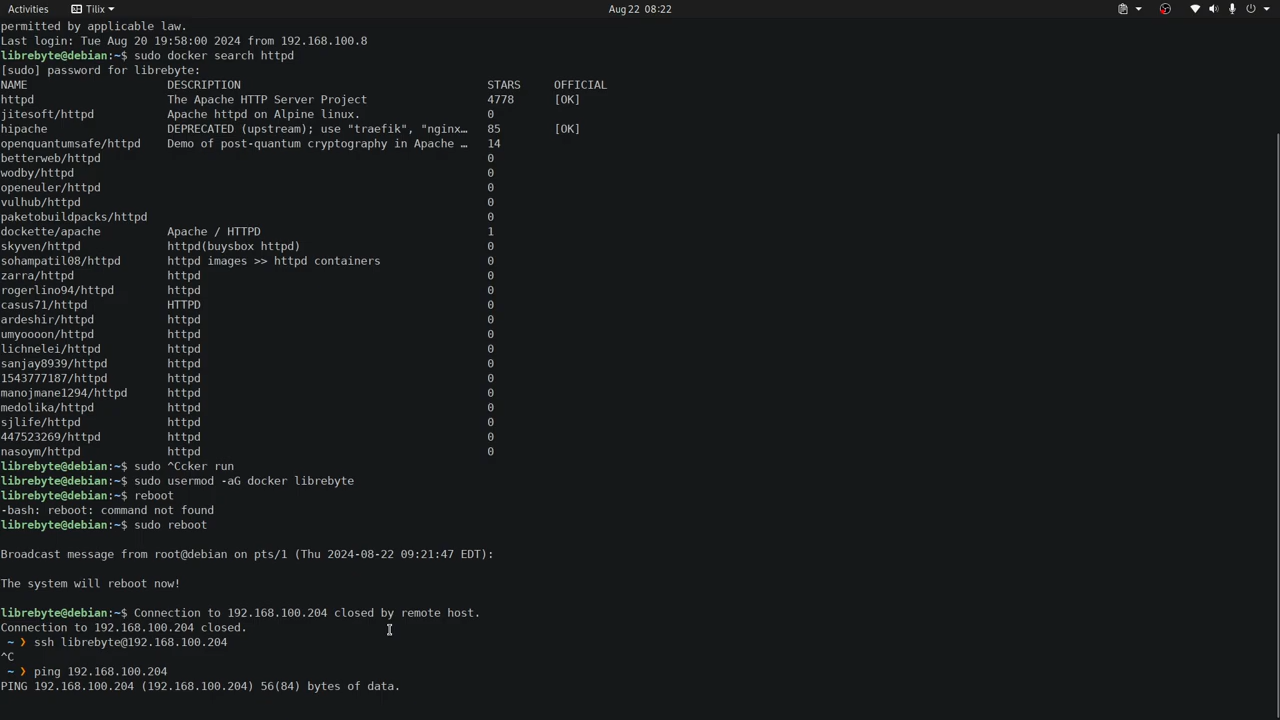 Activities Tilix Aug 22 08:22
permitted by applicable law.
Last login: Tue Aug 20 19:58:00 2024 from 192.168.100.8
librebyte@debian:~$ sudo docker search httpd
[sudo] password for librebyte:
NAME DESCRIPTION STARS OFFICIAL
httpd The Apache HTTP Server Project 4778 [OK]
jitesoft/httpd Apache httpd on Alpine linux. 0
hipache DEPRECATED (upstream); use "traefik", "nginx… 85 [OK]
openquantumsafe/httpd Demo of post-quantum cryptography in Apache … 14
betterweb/httpd 0
wodby/httpd 0
openeuler/httpd 0
vulhub/httpd 0
paketobuildpacks/httpd 0
dockette/apache Apache / HTTPD 1
skyven/httpd httpd(buysbox httpd) 0
sohampatil08/httpd httpd images >> httpd containers 0
zarra/httpd httpd 0
rogerlino94/httpd httpd 0
casus71/httpd HTTPD 0
ardeshir/httpd httpd 0
umyoooon/httpd httpd 0
lichnelei/httpd httpd 0
sanjay8939/httpd httpd 0
1543777187/httpd httpd 0
manojmane1294/httpd httpd 0
medolika/httpd httpd 0
sjlife/httpd httpd 0
447523269/httpd httpd 0
nasoym/httpd httpd 0
librebyte@debian:~$ sudo ^Ccker run
librebyte@debian:~$ sudo usermod -aG docker librebyte
librebyte@debian:~$ reboot
-bash: reboot: command not found
librebyte@debian:~$ sudo reboot
Broadcast message from root@debian on pts/1 (Thu 2024-08-22 09:21:47 EDT):
The system will reboot now!
librebyte@debian:~$ Connection to 192.168.100.204 closed by remote host.
Connection to 192.168.100.204 closed.
~ ❯ ssh librebyte@192.168.100.204
^C
~ ❯ ping 192.168.100.204
PING 192.168.100.204 (192.168.100.204) 56(84) bytes of data.